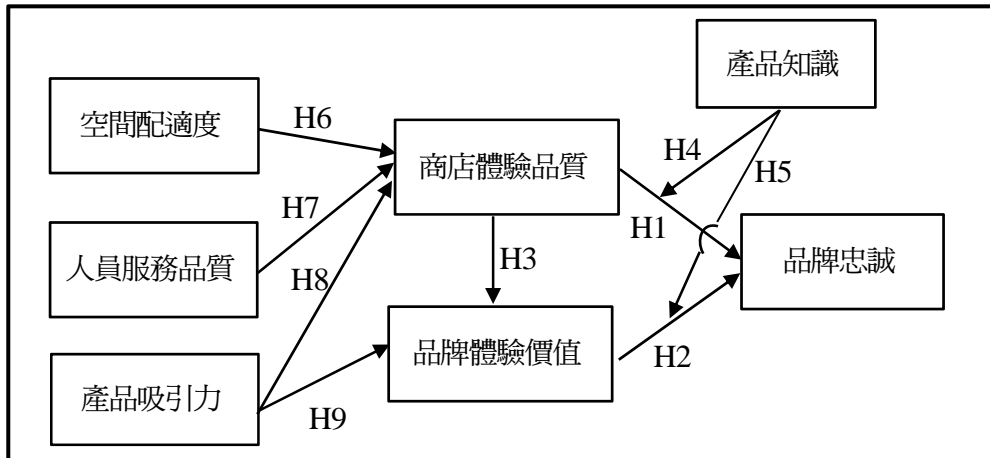 產品知識
空間配適度
H6
商店體驗品質
H4
H5
H7
H1
人員服務品質
H8
H3
品牌忠誠
品牌體驗價值
H2
產品吸引力
H9